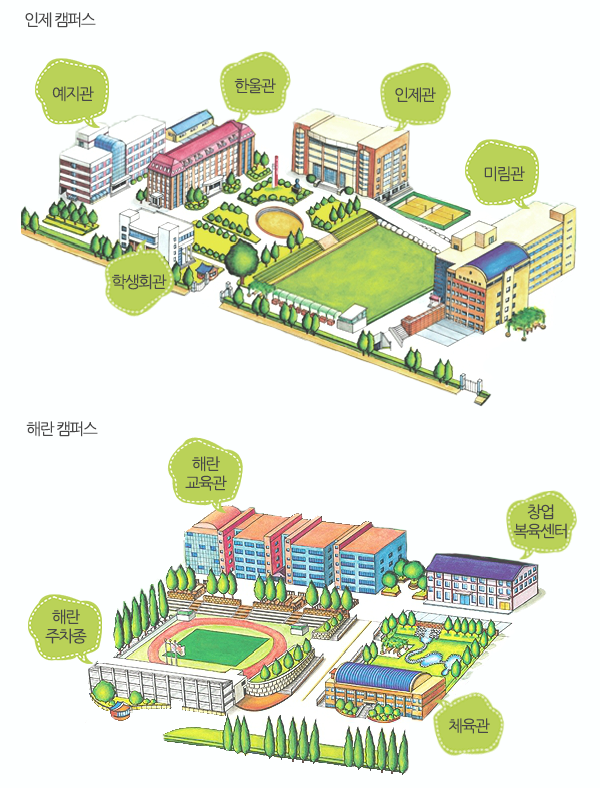 인제 캠퍼스
예지관
한울관
인제관
미림관
학생회관
해란 캠퍼스
해란
교육관
창업
복육센터
해란
주차종
체육관